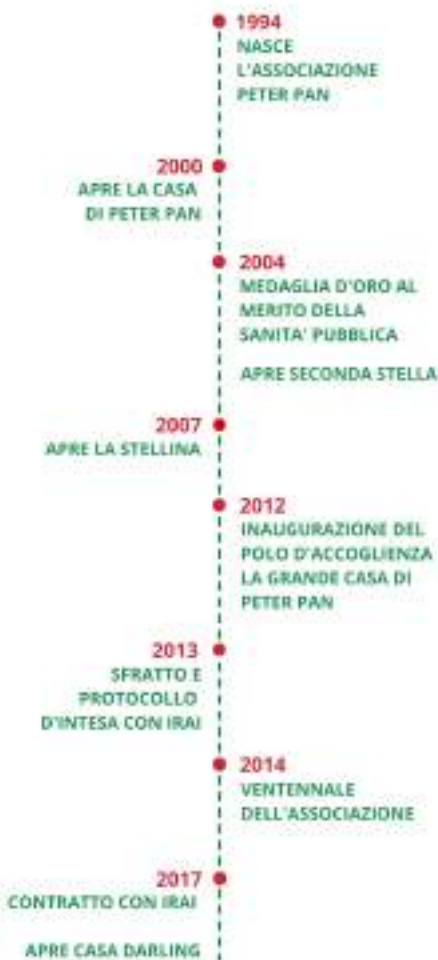 1994
NASCE
L'ASSOCIAZIONE
PETER PAN
2000
APRE LA CASA
DI PETER PAN
2004
MEDAGLIA D'ORO AL
MERITO DELLA
SANITA' PUBBLICA
APRE SECONDA STELLA
2007
APRE LA STELLINA
2012
INAUGURAZIONE DEL
POLO D'ACCOGLIENZA
LA GRANDE CASA DI
PETER PAN
2013
SFRATTO E
PROTOCOLLO
D'INTESA CON IRAI
2014
VENTENNALE
DELL'ASSOCIAZIONE
2017
CONTRATTO CON IRAI
APRE CASA DARLING